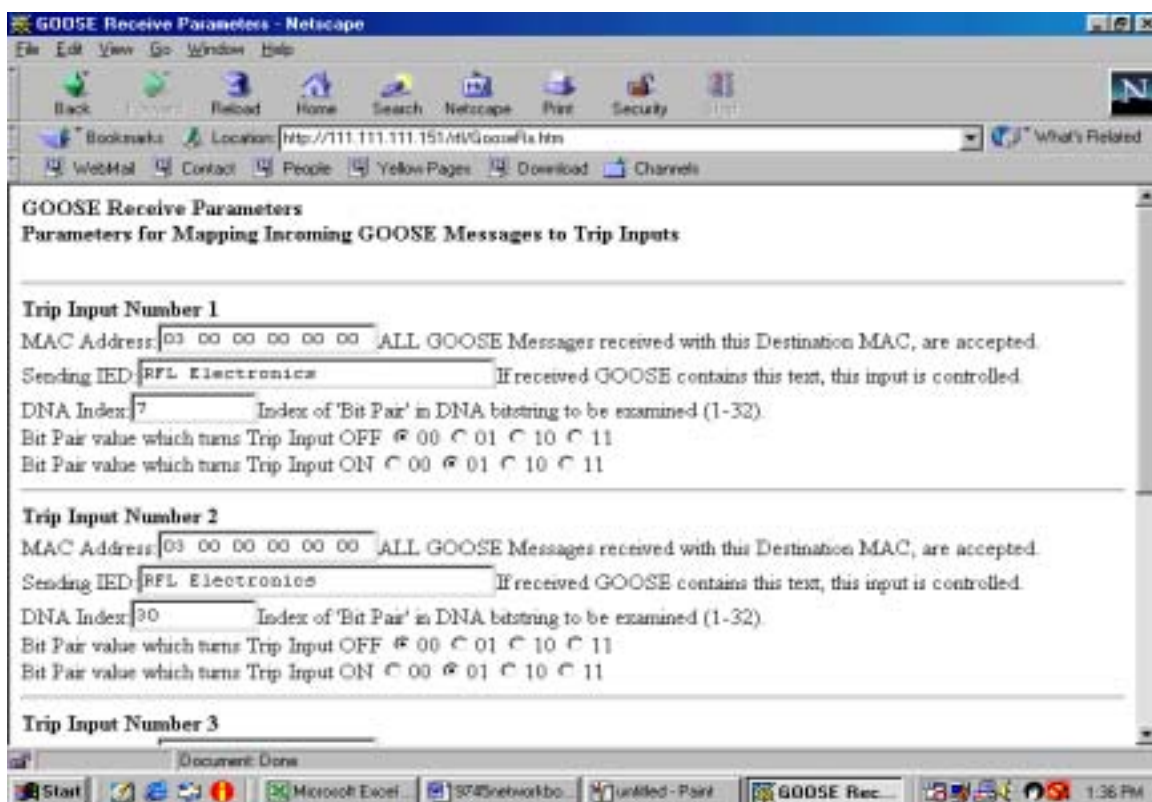 GOOSE Receive Parameters - Netscape
File Edit View Go Window Help
Back Forward Reload Home Search Netscape Print Security Stop
Bookmarks Location: What's Related
WebMail Contact People Yellow Pages Download Channels
GOOSE Receive Parameters
Parameters for Mapping Incoming GOOSE Messages to Trip Inputs
Trip Input Number 1
MAC Address: 03 00 00 00 00 00 ALL GOOSE Messages received with this Destination MAC, are accepted.
Sending IED: RFL Electronics If received GOOSE contains this text, this input is controlled.
DNA Index: 7 Index of 'Bit Pair' in DNA bitstring to be examined (1-32).
Bit Pair value which turns Trip Input OFF 00 01 10 11
Bit Pair value which turns Trip Input ON 00 01 10 11
Trip Input Number 2
MAC Address: 03 00 00 00 00 00 ALL GOOSE Messages received with this Destination MAC, are accepted.
Sending IED: RFL Electronics If received GOOSE contains this text, this input is controlled.
DNA Index: 30 Index of 'Bit Pair' in DNA bitstring to be examined (1-32).
Bit Pair value which turns Trip Input OFF 00 01 10 11
Bit Pair value which turns Trip Input ON 00 01 10 11
Trip Input Number 3
Document: Done
Start Microsoft Excel... 9745networkbo... untitled - Paint GOOSE Rec... 1:36 PM